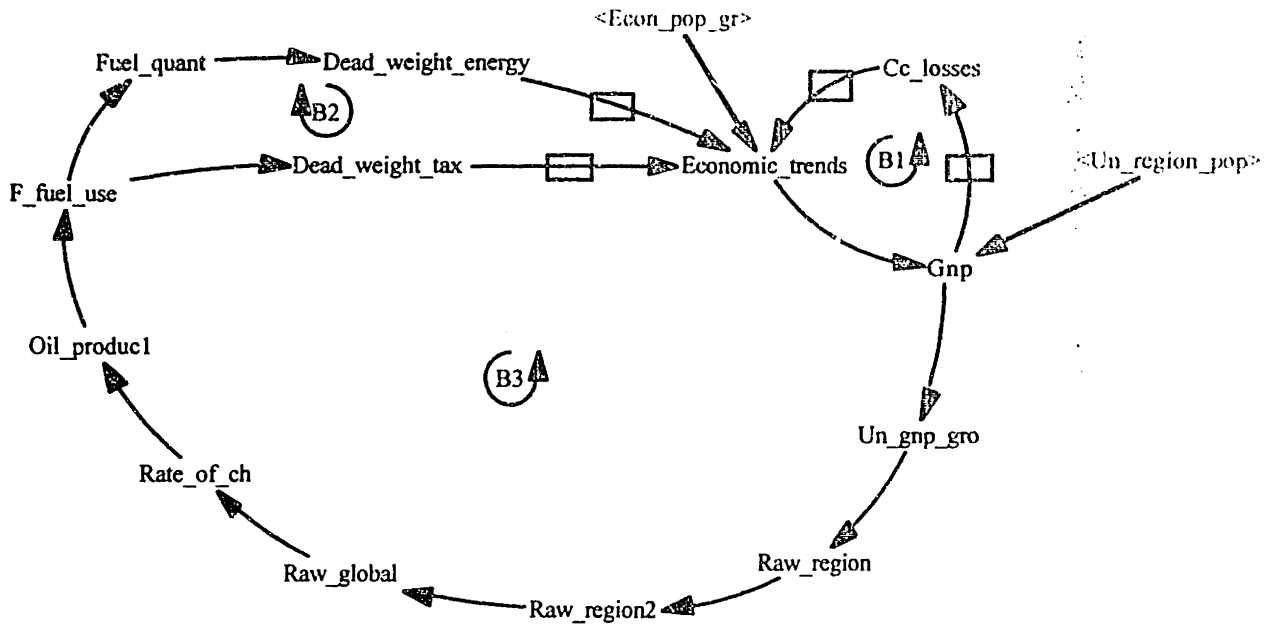 <Econ_pop_gr>
Fuel_quant
Dead_weight_energy
Cc_losses
B2
Dead_weight_tax
Economic_trends
B1
<Un_region_pop>
F_fuel_use
Gnp
Oil_produc1
B3
Un_gnp_gro
Rate_of_ch
Raw_region
Raw_global
Raw_region2